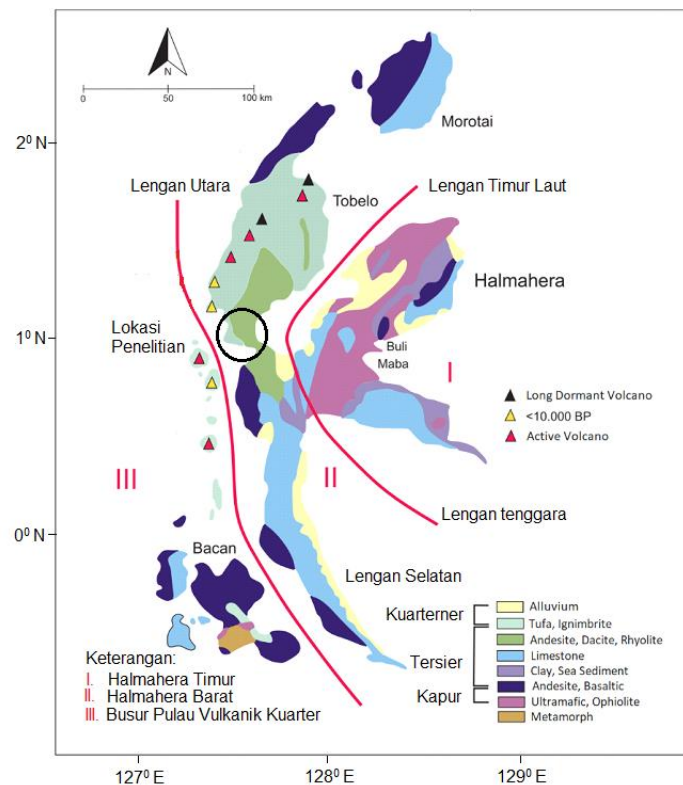 N
0 50 100 km
Morotai
2⁰ N
Lengan Utara
Tobelo
Lengan Timur Laut
Halmahera
Lokasi
Penelitian
1⁰ N
Buli
Maba
I
Long Dormant Volcano
<10.000 BP
Active Volcano
III
II
Lengan tenggara
0⁰ N
Bacan
Lengan Selatan
Kuarterner
Alluvium
Tufa, Ignimbrite
Andesite, Dacite, Rhyolite
Tersier
Limestone
Clay, Sea Sediment
Andesite, Basaltic
Kapur
Ultramafic, Ophiolite
Metamorph
Keterangan:
I. Halmahera Timur
II. Halmahera Barat
III. Busur Pulau Vulkanik Kuarter
127⁰ E 128⁰ E 129⁰ E